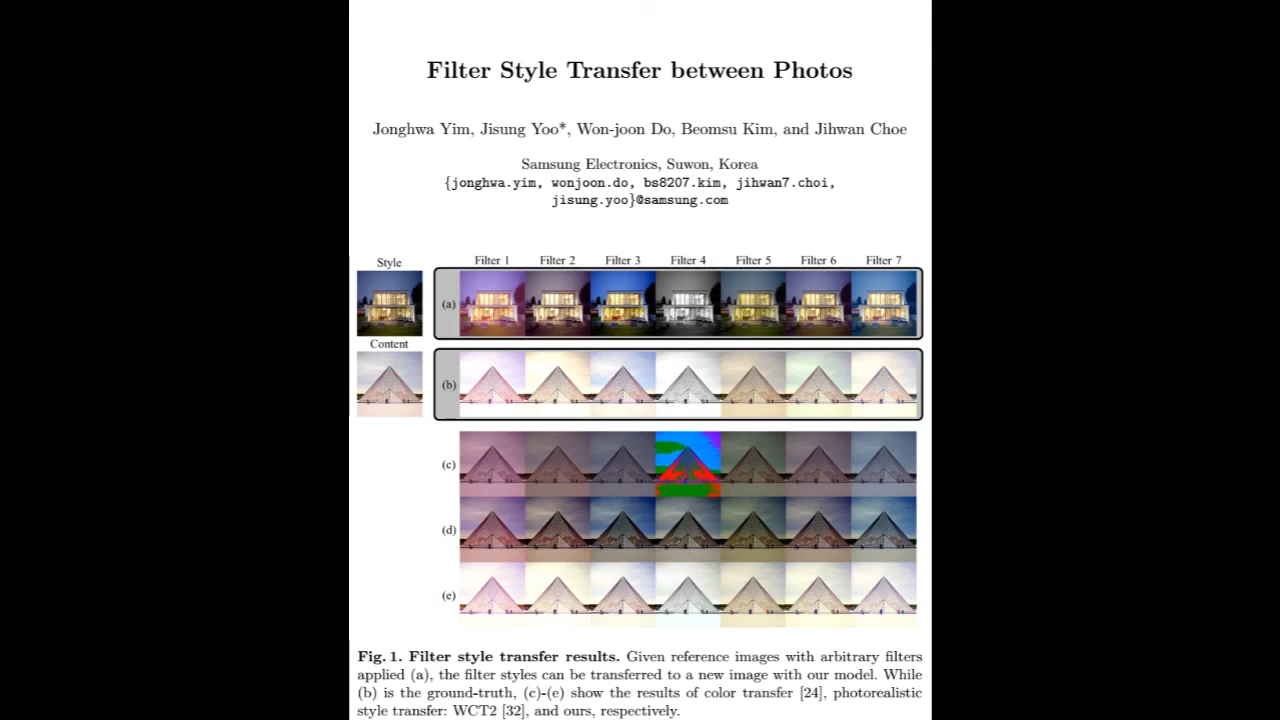 Filter Style Transfer between Photos
Jonghwa Yim, Jisung Yoo*, Won-joon Do, Beomsu Kim, and Jihwan Choe
Samsung Electronics, Suwon, Korea
{jonghwa.yim, wonjoon.do, bs8207.kim, jihwan7.choi,
jisung.yoo}@samsung.com
Style Filter 1 Filter 2 Filter 3 Filter 4 Filter 5 Filter 6 Filter 7
(a)
Content
(b)
(c)
(d)
(e)
Fig. 1. Filter style transfer results. Given reference images with arbitrary filters
applied (a), the filter styles can be transferred to a new image with our model. While
(b) is the ground-truth, (c)-(e) show the results of color transfer [24], photorealistic
style transfer: WCT2 [32], and ours, respectively.